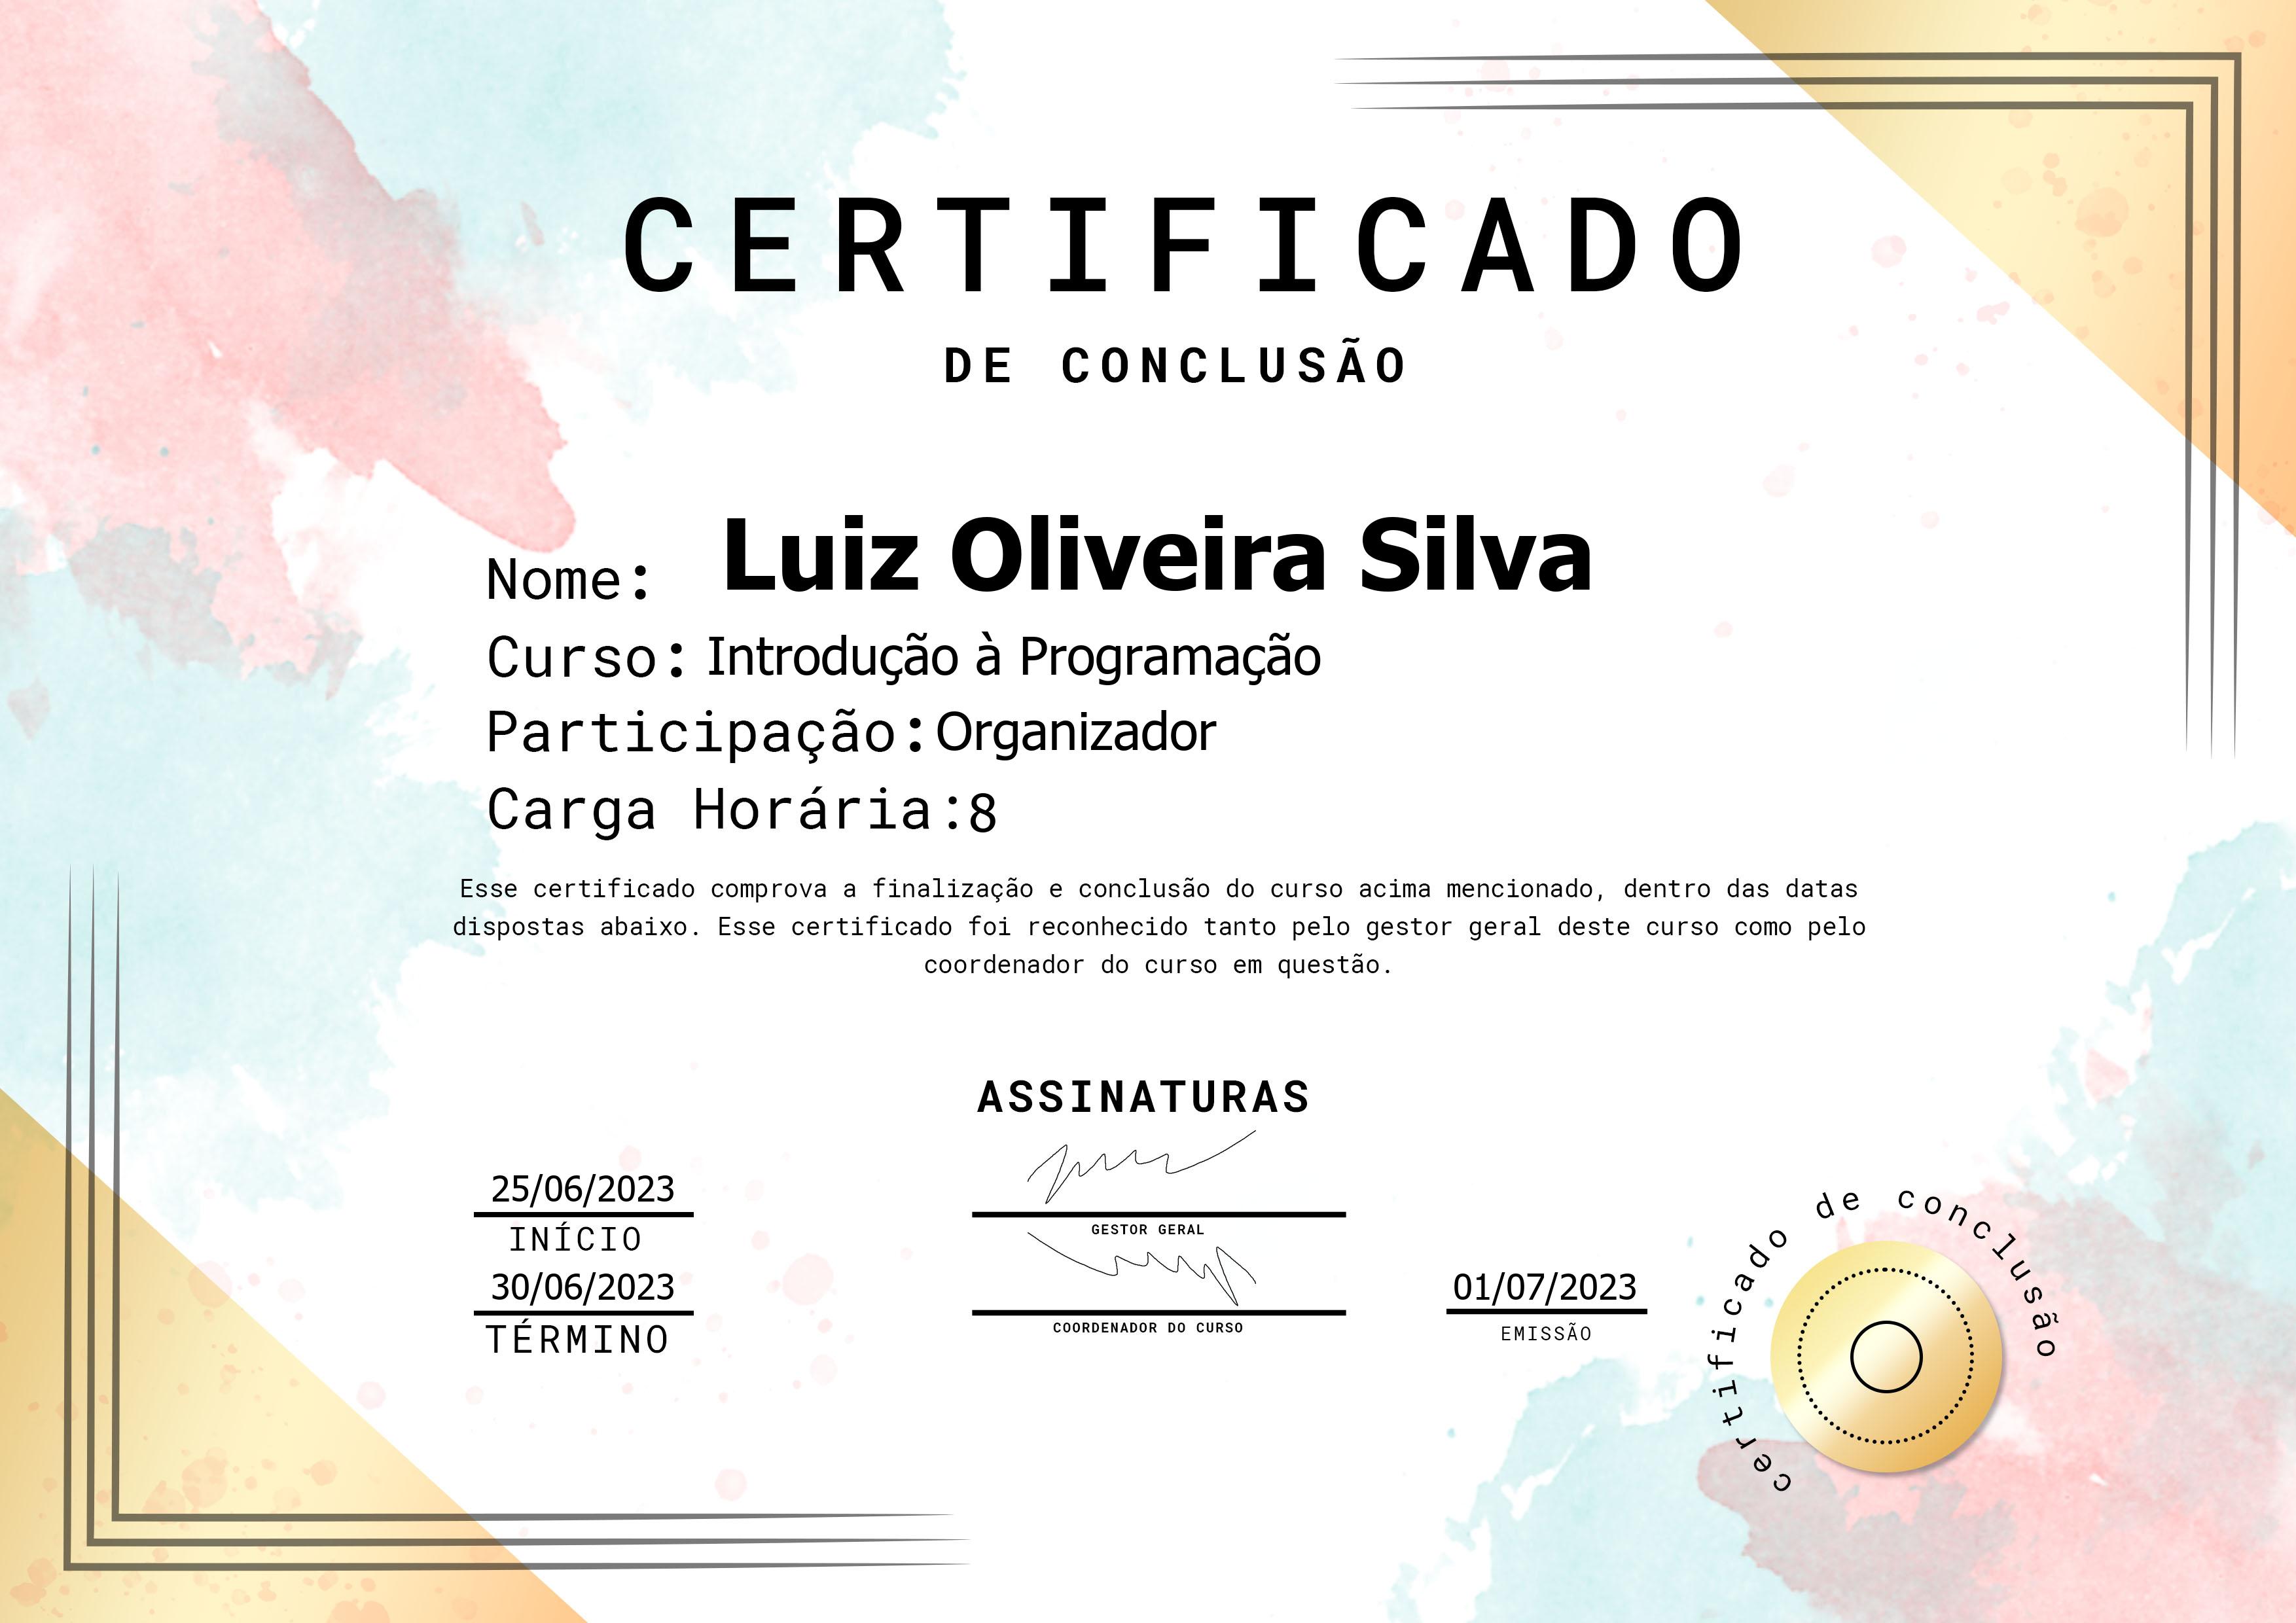 CERTIFICADO
DE CONCLUSÃO
Nome: Luiz Oliveira Silva
Curso: Introdução à Programação
Participação:Organizador
Carga Horária:8
Esse certificado comprova a finalização e conclusão do curso acima mencionado, dentro das datas
dispostas abaixo. Esse certificado foi reconhecido tanto pelo gestor geral deste curso como pelo
coordenador do curso em questão.
ASSINATURAS
25/06/2023
INÍCIO
30/06/2023
TÉRMINO
GESTOR GERAL
COORDENADOR DO CURSO
01/07/2023
EMISSÃO
certificado de conclusão